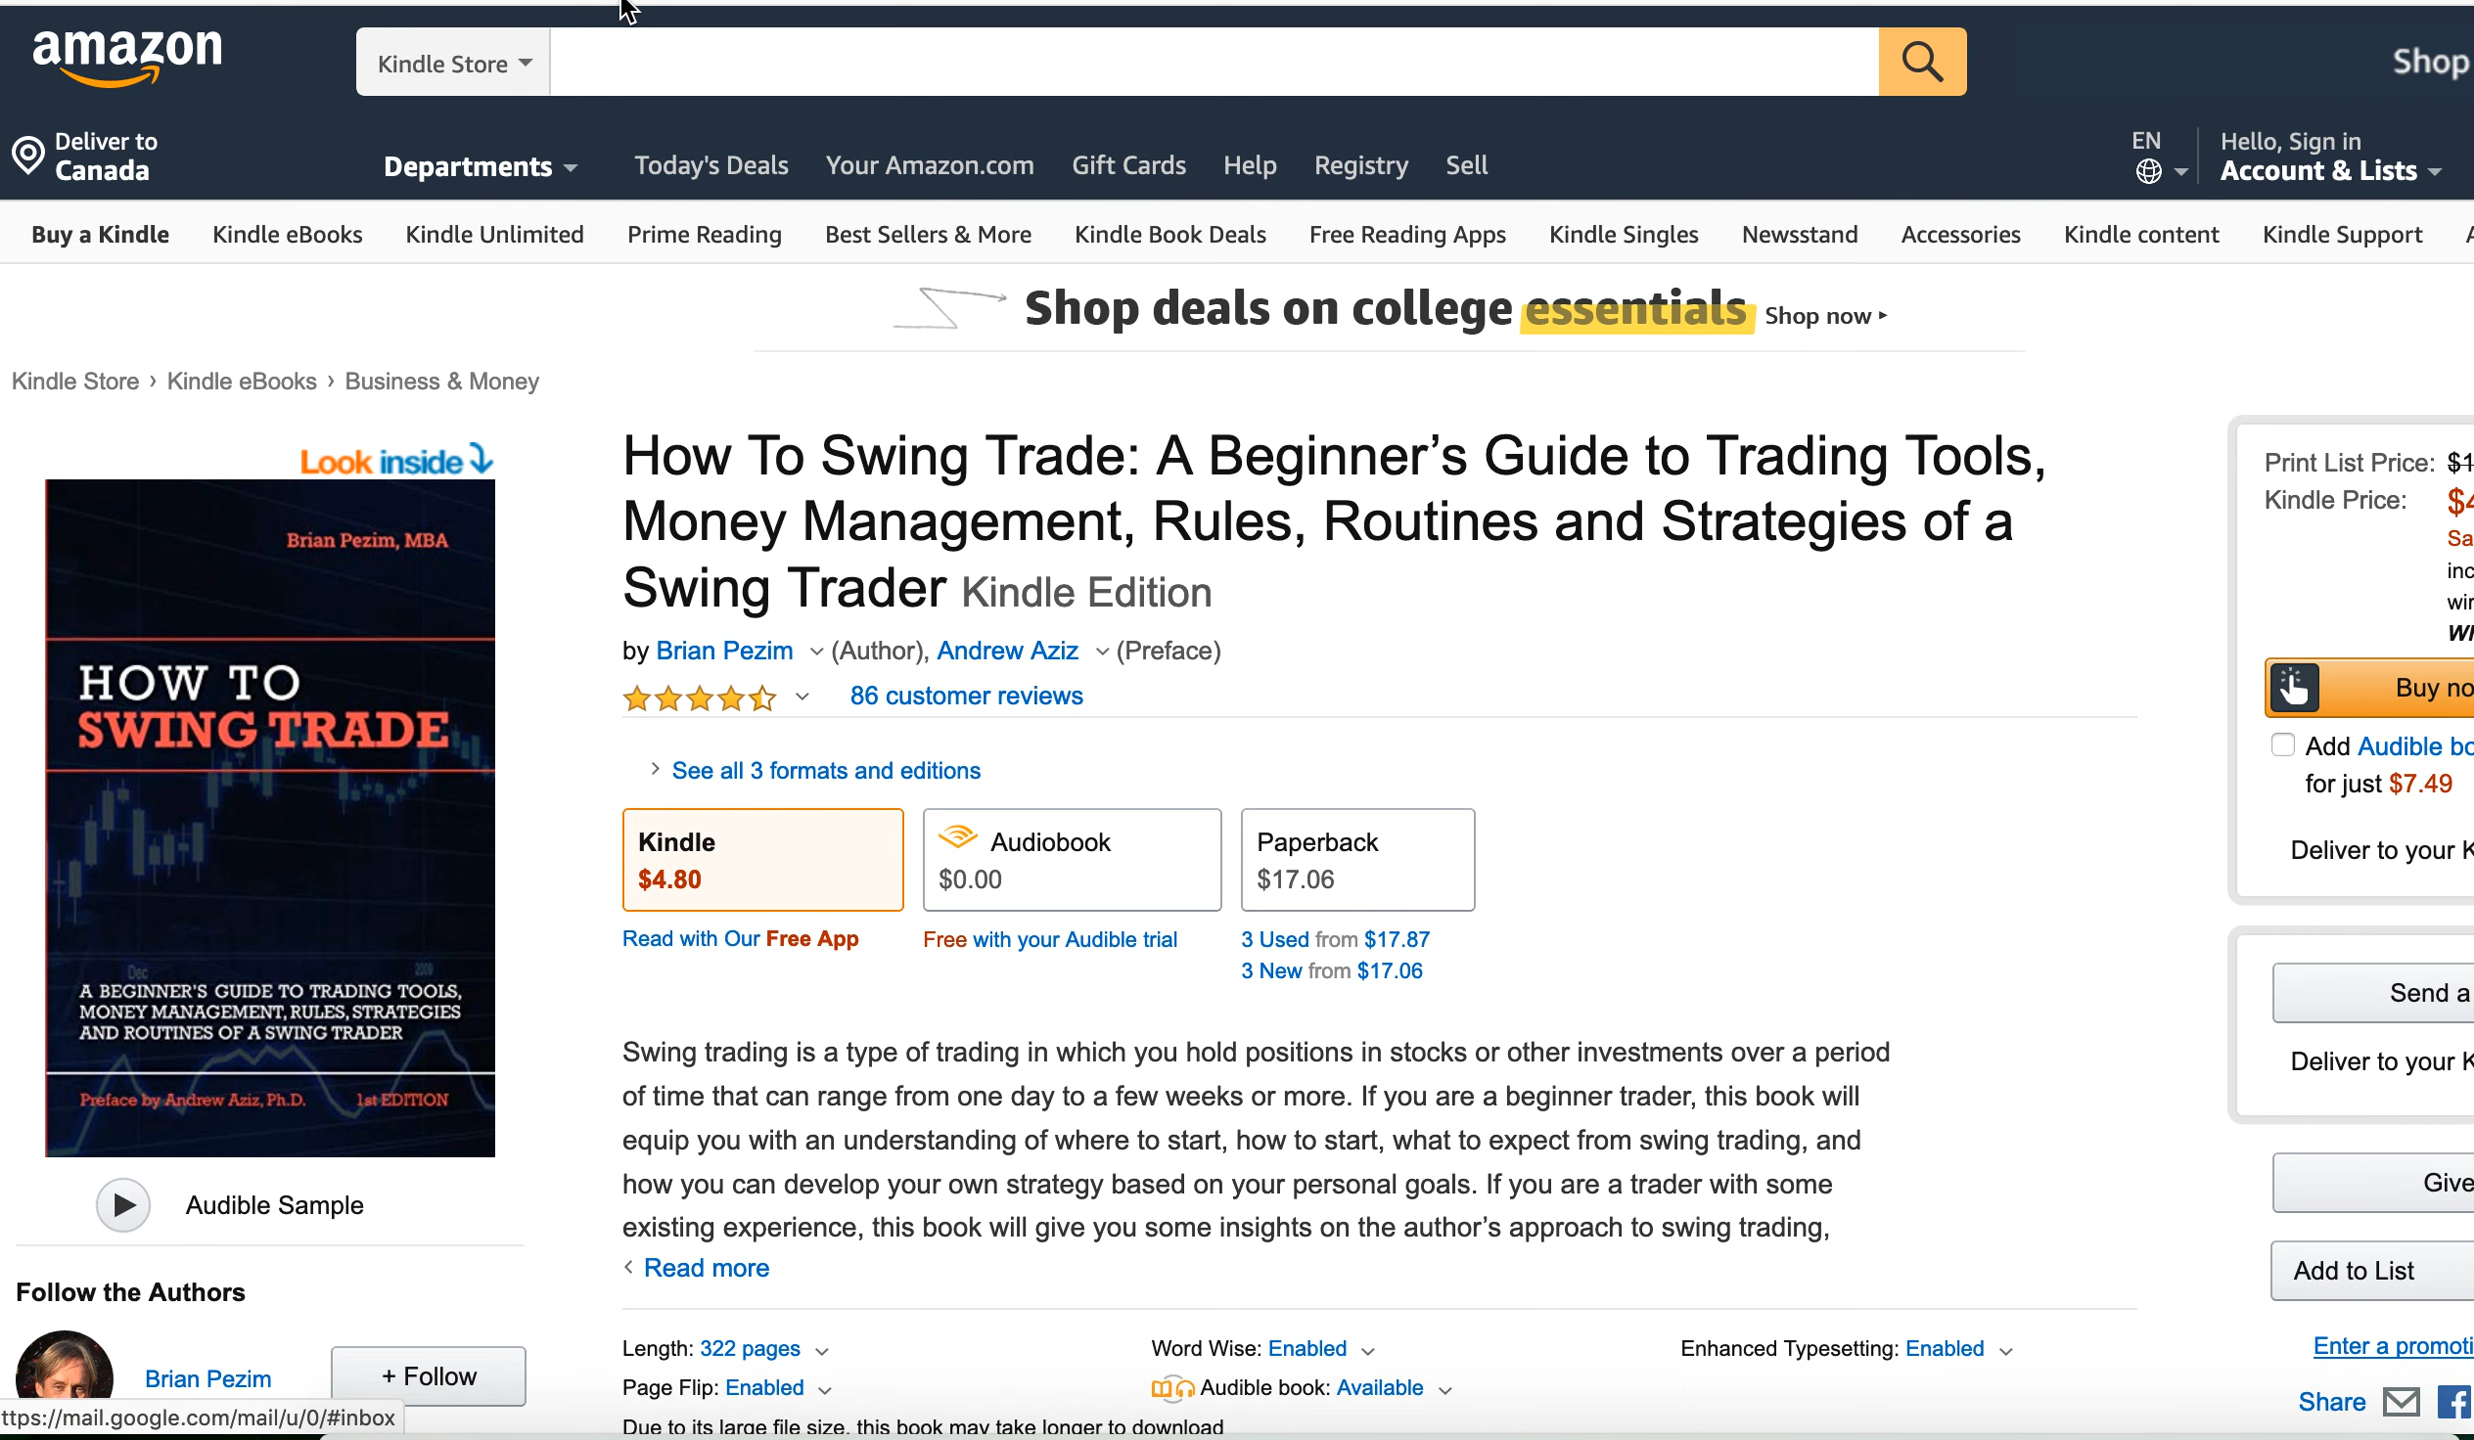 amazon
Kindle Store
Shop
Deliver to
Canada
Departments
Today's Deals
Your Amazon.com
Gift Cards
Help
Registry
Sell
EN
Hello, Sign in
Account & Lists
Buy a Kindle
Kindle eBooks
Kindle Unlimited
Prime Reading
Best Sellers & More
Kindle Book Deals
Free Reading Apps
Kindle Singles
Newsstand
Accessories
Kindle content
Kindle Support
Shop deals on college essentials Shop now ▸
Kindle Store › Kindle eBooks › Business & Money
Look inside
Brian Pezim, MBA
HOW TO
SWING TRADE
Dec 2009
A BEGINNER'S GUIDE TO TRADING TOOLS,
MONEY MANAGEMENT, RULES, STRATEGIES
AND ROUTINES OF A SWING TRADER
Preface by Andrew Aziz, Ph.D. 1st EDITION
Audible Sample
Follow the Authors
Brian Pezim
+ Follow
ttps://mail.google.com/mail/u/0/#inbox
How To Swing Trade: A Beginner’s Guide to Trading Tools,
Money Management, Rules, Routines and Strategies of a
Swing Trader Kindle Edition
by Brian Pezim (Author), Andrew Aziz (Preface)
86 customer reviews
› See all 3 formats and editions
Kindle
$4.80
Audiobook
$0.00
Paperback
$17.06
Read with Our Free App
Free with your Audible trial
3 Used from $17.87
3 New from $17.06
Swing trading is a type of trading in which you hold positions in stocks or other investments over a period
of time that can range from one day to a few weeks or more. If you are a beginner trader, this book will
equip you with an understanding of where to start, how to start, what to expect from swing trading, and
how you can develop your own strategy based on your personal goals. If you are a trader with some
existing experience, this book will give you some insights on the author’s approach to swing trading,
‹ Read more
Length: 322 pages
Word Wise: Enabled
Enhanced Typesetting: Enabled
Page Flip: Enabled
Audible book: Available
Due to its large file size, this book may take longer to download
Print List Price: $1
Kindle Price: $4
Sa
inc
wir
Wh
Buy no
Add Audible bo
for just $7.49
Deliver to your K
Send a
Deliver to your K
Give
Add to List
Enter a promoti
Share